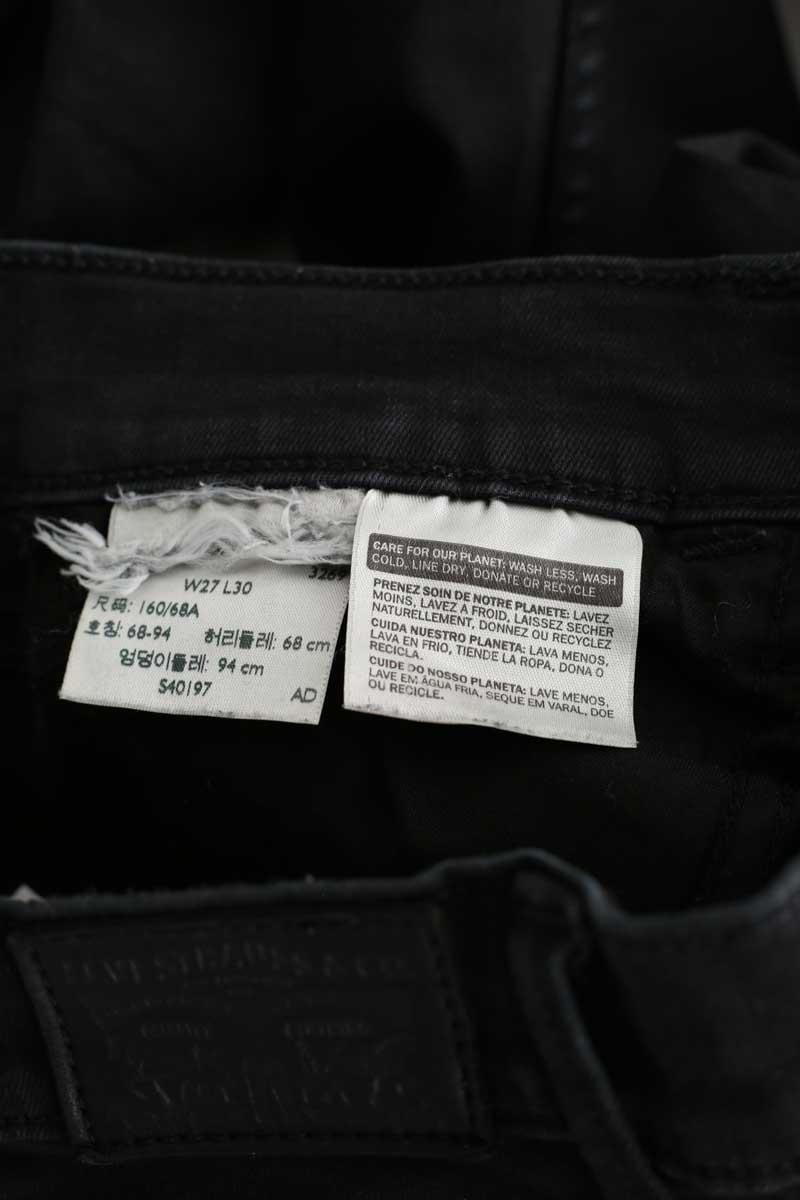 3269
W27 L30
尺码: 160/68A
호칭: 68-94 허리둘레: 68 cm
엉덩이둘레: 94 cm
S40197 AD
CARE FOR OUR PLANET: WASH LESS, WASH
COLD, LINE DRY, DONATE OR RECYCLE
PRENEZ SOIN DE NOTRE PLANETE: LAVEZ
MOINS, LAVEZ A FROID, LAISSEZ SECHER
NATURELLEMENT, DONNEZ OU RECYCLEZ
CUIDA NUESTRO PLANETA: LAVA MENOS,
LAVA EN FRIO, TIENDE LA ROPA, DONA O
RECICLA.
CUIDE DO NOSSO PLANETA: LAVE MENOS,
LAVE EM ÁGUA FRIA, SEQUE EM VARAL, DOE
OU RECICLE.
LEVI STRAUSS & CO.